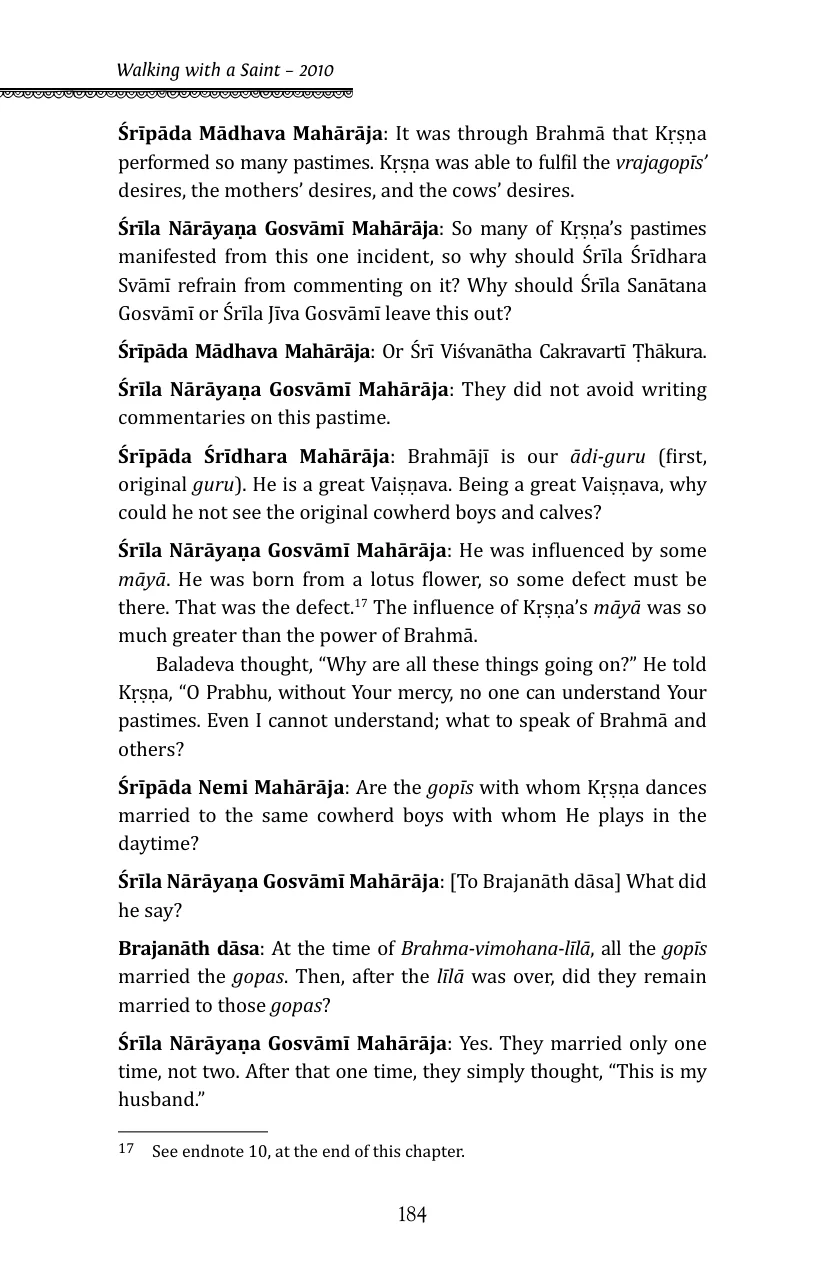 Walking with a Saint – 2010
Śrīpāda Mādhava Mahārāja: It was through Brahmā that Kṛṣṇa
performed so many pastimes. Kṛṣṇa was able to fulfil the vrajagopīs’
desires, the mothers’ desires, and the cows’ desires.
Śrīla Nārāyaṇa Gosvāmī Mahārāja: So many of Kṛṣṇa’s pastimes
manifested from this one incident, so why should Śrīla Śrīdhara
Svāmī refrain from commenting on it? Why should Śrīla Sanātana
Gosvāmī or Śrīla Jīva Gosvāmī leave this out?
Śrīpāda Mādhava Mahārāja: Or Śrī Viśvanātha Cakravartī Ṭhākura.
Śrīla Nārāyaṇa Gosvāmī Mahārāja: They did not avoid writing
commentaries on this pastime.
Śrīpāda Śrīdhara Mahārāja: Brahmājī is our ādi-guru (first,
original guru). He is a great Vaiṣṇava. Being a great Vaiṣṇava, why
could he not see the original cowherd boys and calves?
Śrīla Nārāyaṇa Gosvāmī Mahārāja: He was influenced by some
māyā. He was born from a lotus flower, so some defect must be
there. That was the defect.17 The influence of Kṛṣṇa’s māyā was so
much greater than the power of Brahmā.
Baladeva thought, “Why are all these things going on?” He told
Kṛṣṇa, “O Prabhu, without Your mercy, no one can understand Your
pastimes. Even I cannot understand; what to speak of Brahmā and
others?
Śrīpāda Nemi Mahārāja: Are the gopīs with whom Kṛṣṇa dances
married to the same cowherd boys with whom He plays in the
daytime?
Śrīla Nārāyaṇa Gosvāmī Mahārāja: [To Brajanāth dāsa] What did
he say?
Brajanāth dāsa: At the time of Brahma-vimohana-līlā, all the gopīs
married the gopas. Then, after the līlā was over, did they remain
married to those gopas?
Śrīla Nārāyaṇa Gosvāmī Mahārāja: Yes. They married only one
time, not two. After that one time, they simply thought, “This is my
husband.”
17 See endnote 10, at the end of this chapter.
184